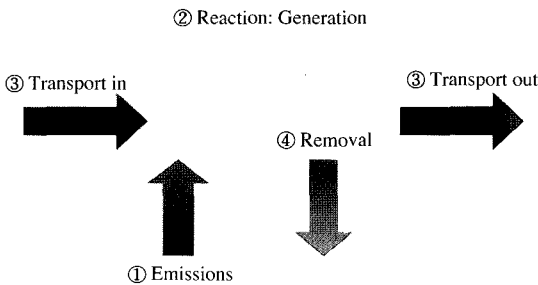 ② Reaction: Generation
③ Transport in
③ Transport out
④ Removal
① Emissions